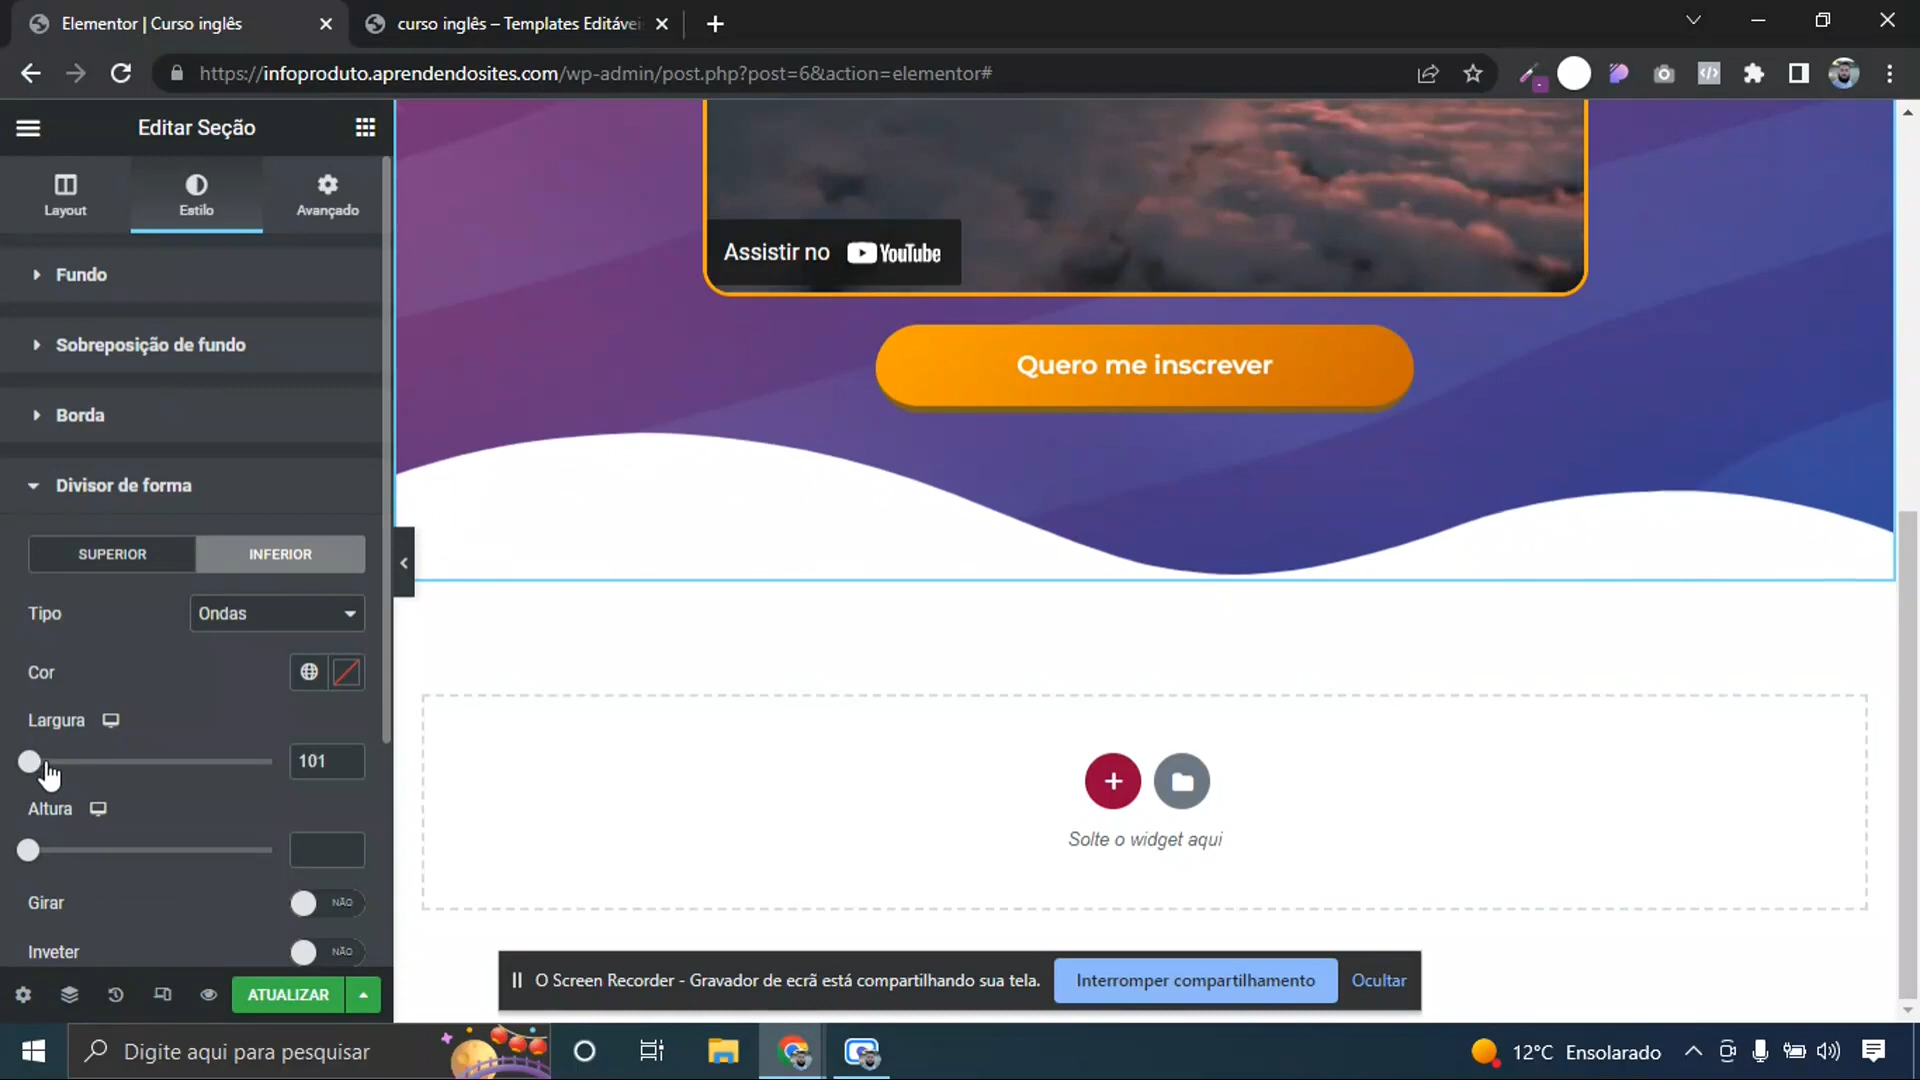 Elementor | Curso inglês
curso inglês – Templates Editávei
https://infoproduto.aprendendosites.com/wp-admin/post.php?post=6&action=elementor#
Editar Seção
Layout
Estilo
Avançado
Fundo
Sobreposição de fundo
Borda
Divisor de forma
SUPERIOR
INFERIOR
Tipo
Ondas
Cor
Largura
101
Altura
Girar
NÃO
Inveter
NÃO
ATUALIZAR
Assistir no YouTube
Quero me inscrever
Solte o widget aqui
O Screen Recorder - Gravador de ecrã está compartilhando sua tela.
Interromper compartilhamento
Ocultar
Digite aqui para pesquisar
12°C Ensolarado